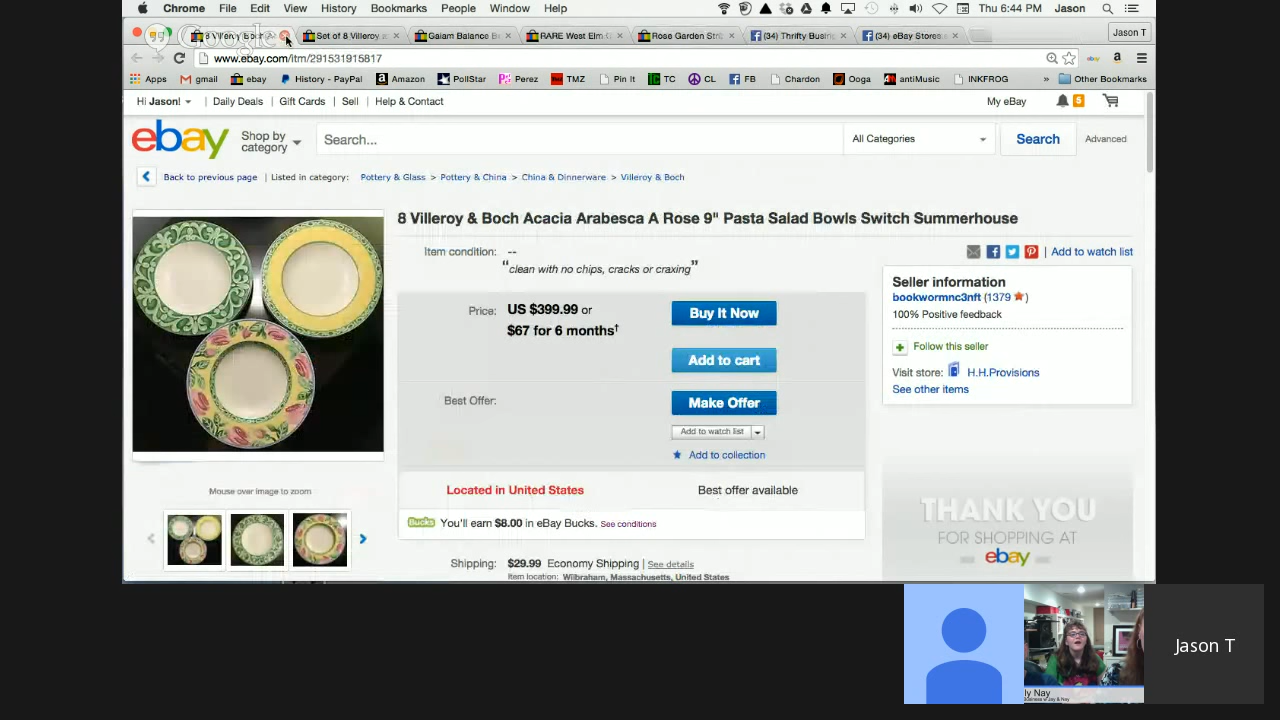 Chrome File Edit View History Bookmarks People Window Help Thu 6:44 PM Jason
Google
Set of 8 Villeroy Gaiam Balance B RARE West Elm Rose Garden Str (34) Thrifty Busin (34) eBay Stores Jason T
www.ebay.com/itm/291531915817
Apps gmail ebay History - PayPal Amazon PollStar Perez TMZ Pin It TC CL FB Chardon Ooga antiMusic INKFROG » Other Bookmarks
Hi Jason! Daily Deals Gift Cards Sell Help & Contact My eBay 5
ebay Shop by category Search... All Categories Search Advanced
Back to previous page | Listed in category: Pottery & Glass > Pottery & China > China & Dinnerware > Villeroy & Boch
8 Villeroy & Boch Acacia Arabesca A Rose 9" Pasta Salad Bowls Switch Summerhouse
| Add to watch list
Item condition: --
"clean with no chips, cracks or craxing"
Price: US $399.99 or
$67 for 6 months†
Buy It Now
Add to cart
Best Offer: Make Offer
Add to watch list
Add to collection
Located in United States Best offer available
Bucks You'll earn $8.00 in eBay Bucks. See conditions
Shipping: $29.99 Economy Shipping | See details
Item location: Wilbraham, Massachusetts, United States
Seller information
bookwormnc3nft (1379)
100% Positive feedback
Follow this seller
Visit store: H.H.Provisions
See other items
THANK YOU
FOR SHOPPING AT
ebay
Mouse over image to zoom
ly Nay
Jason T